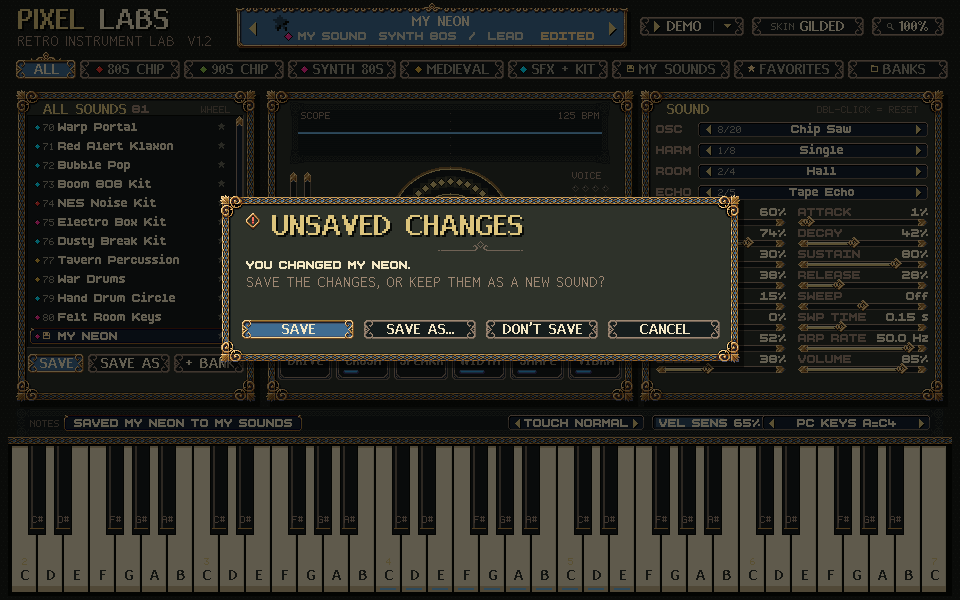 PIXEL LABS
RETRO INSTRUMENT LAB V1.2
MY NEON
MY SOUND SYNTH 80S / LEAD EDITED
DEMO
SKIN GILDED
100%
ALL
80S CHIP
90S CHIP
SYNTH 80S
MEDIEVAL
SFX + KIT
MY SOUNDS
FAVORITES
BANKS
ALL SOUNDS 81
WHEEL
70 Warp Portal
71 Red Alert Klaxon
72 Bubble Pop
73 Boom 808 Kit
74 NES Noise Kit
75 Electro Box Kit
76 Dusty Break Kit
77 Tavern Percussion
78 War Drums
79 Hand Drum Circle
80 Felt Room Keys
MY NEON
SAVE
SAVE AS
+ BANK
SCOPE
125 BPM
VOICE
SOUND
DBL-CLICK = RESET
OSC 8/20 Chip Saw
HARM 1/8 Single
ROOM 2/4 Hall
ECHO 2/5 Tape Echo
60% ATTACK 1%
74% DECAY 42%
30% SUSTAIN 80%
38% RELEASE 28%
15% SWEEP Off
0% SWP TIME 0.15 s
52% ARP RATE 50.0 Hz
38% VOLUME 85%
UNSAVED CHANGES
YOU CHANGED MY NEON.
SAVE THE CHANGES, OR KEEP THEM AS A NEW SOUND?
SAVE
SAVE AS…
DON'T SAVE
CANCEL
NOTES
SAVED MY NEON TO MY SOUNDS
TOUCH NORMAL
VEL SENS 65%
PC KEYS A=C4
C# D# F# G# A# C# D# F# G# A# C# D# F# G# A# C# D# F# G# A# C# D# F# G# A#
C D E F G A B C D E F G A B C D E F G A B C D E F G A B C D E F G A B C